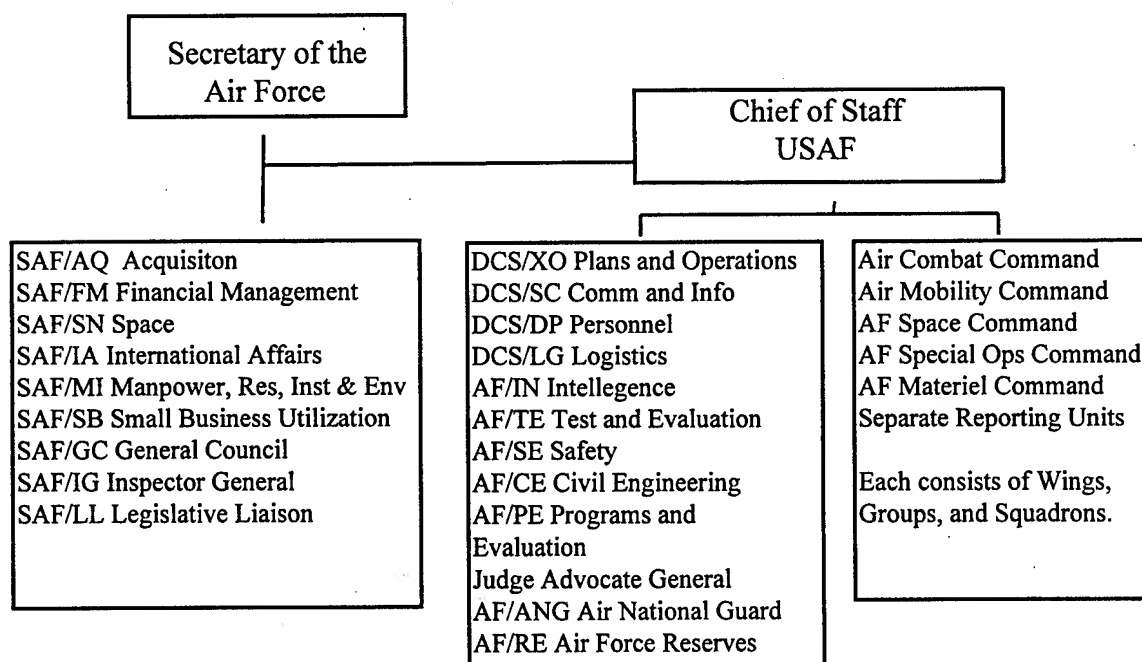 Secretary of the
Air Force
Chief of Staff
USAF
SAF/AQ Acquisiton
SAF/FM Financial Management
SAF/SN Space
SAF/IA International Affairs
SAF/MI Manpower, Res, Inst & Env
SAF/SB Small Business Utilization
SAF/GC General Council
SAF/IG Inspector General
SAF/LL Legislative Liaison
DCS/XO Plans and Operations
DCS/SC Comm and Info
DCS/DP Personnel
DCS/LG Logistics
AF/IN Intellegence
AF/TE Test and Evaluation
AF/SE Safety
AF/CE Civil Engineering
AF/PE Programs and
Evaluation
Judge Advocate General
AF/ANG Air National Guard
AF/RE Air Force Reserves
Air Combat Command
Air Mobility Command
AF Space Command
AF Special Ops Command
AF Materiel Command
Separate Reporting Units
Each consists of Wings,
Groups, and Squadrons.